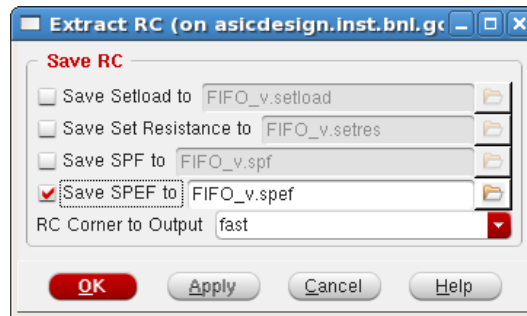 Extract RC (on asicdesign.inst.bnl.gc
Save RC
Save Setload to FIFO_v.setload
Save Set Resistance to FIFO_v.setres
Save SPF to FIFO_v.spf
Save SPEF to FIFO_v.spef
RC Corner to Output fast
OK Apply Cancel Help